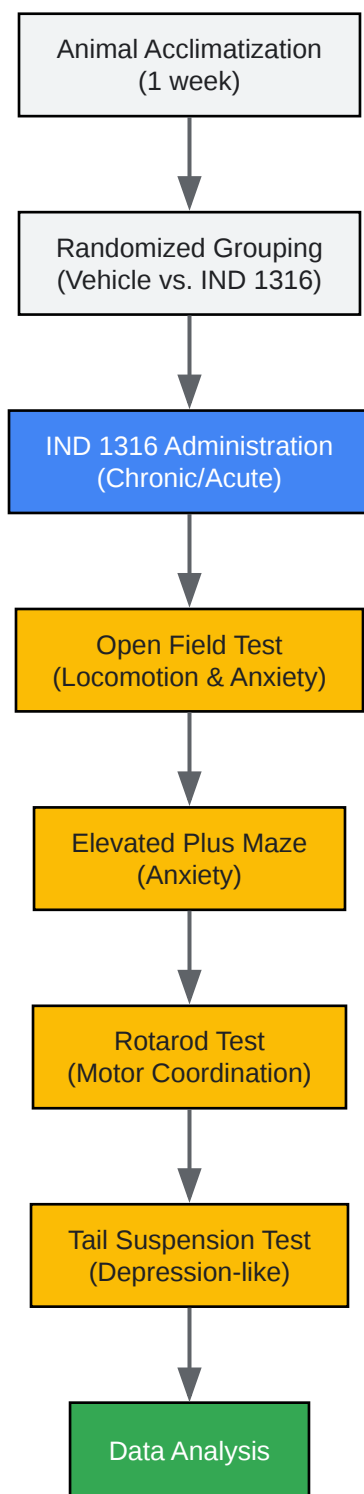 Animal Acclimatization
(1 week)
Randomized Grouping
(Vehicle vs. IND 1316)
IND 1316 Administration
(Chronic/Acute)
Open Field Test
(Locomotion & Anxiety)
Elevated Plus Maze
(Anxiety)
Rotarod Test
(Motor Coordination)
Tail Suspension Test
(Depression-like)
Data Analysis